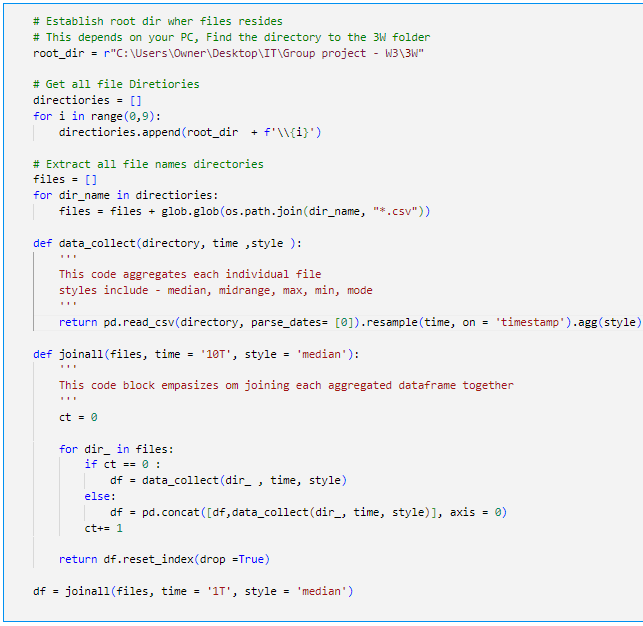 # Establish root dir wher files resides
# This depends on your PC, Find the directory to the 3W folder
root_dir = r"C:\Users\Owner\Desktop\IT\Group project - W3\3W"
# Get all file Diretiories
directiories = []
for i in range(0,9):
directiories.append(root_dir + f'\\{i}')
# Extract all file names directories
files = []
for dir_name in directiories:
files = files + glob.glob(os.path.join(dir_name, "*.csv"))
def data_collect(directory, time ,style ):
'''
This code aggregates each individual file
styles include - median, midrange, max, min, mode
'''
return pd.read_csv(directory, parse_dates= [0]).resample(time, on = 'timestamp').agg(style)
def joinall(files, time = '10T', style = 'median'):
'''
This code block empasizes om joining each aggregated dataframe together
'''
ct = 0
for dir_ in files:
if ct == 0 :
df = data_collect(dir_ , time, style)
else:
df = pd.concat([df,data_collect(dir_, time, style)], axis = 0)
ct+= 1
return df.reset_index(drop =True)
df = joinall(files, time = '1T', style = 'median')